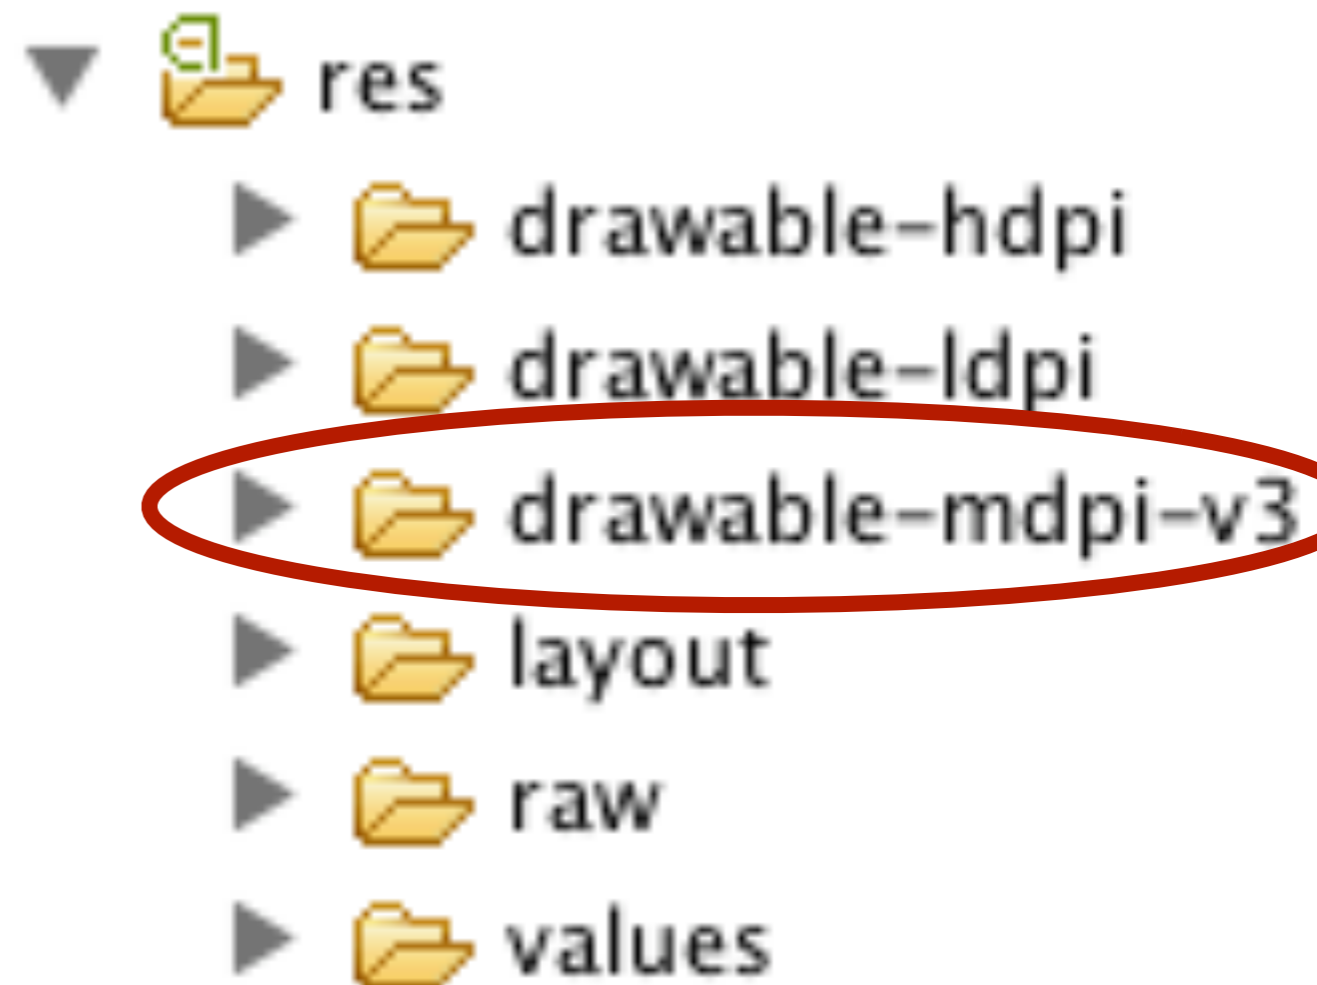 res
drawable-hdpi
drawable-ldpi
drawable-mdpi-v3
layout
raw
values